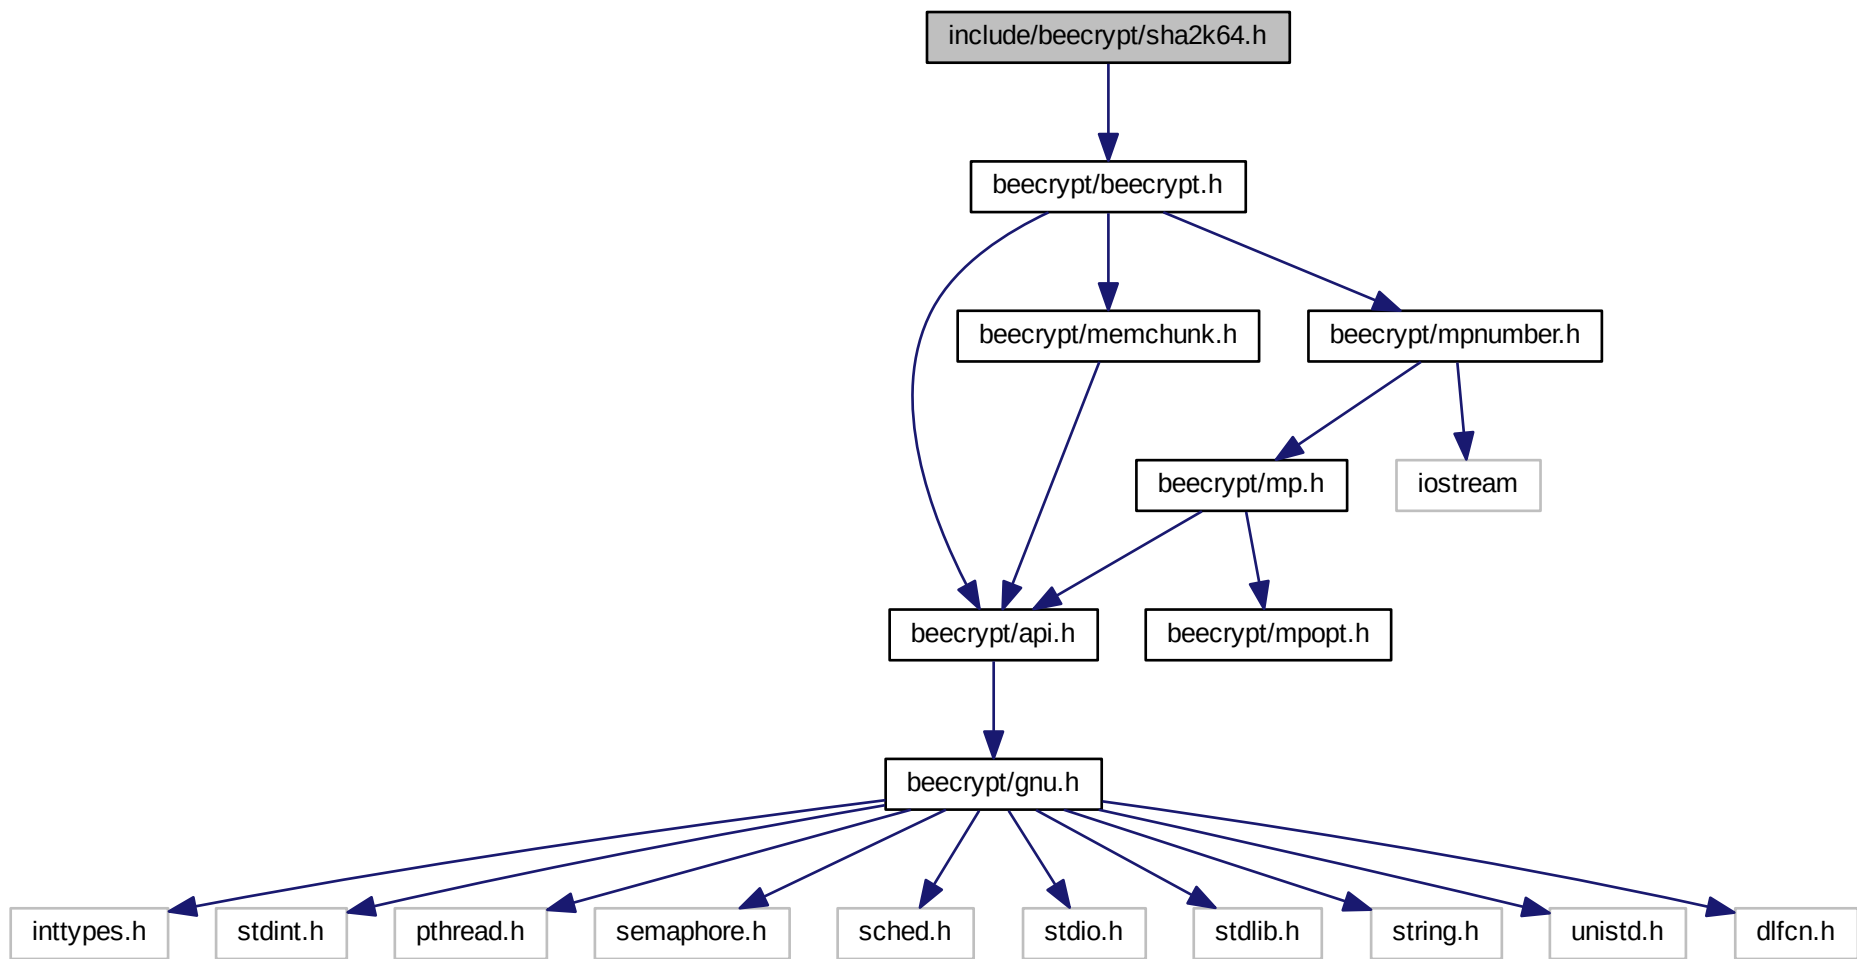 include/beecrypt/sha2k64.h
beecrypt/beecrypt.h
beecrypt/memchunk.h
beecrypt/mpnumber.h
beecrypt/mp.h
iostream
beecrypt/api.h
beecrypt/mpopt.h
beecrypt/gnu.h
inttypes.h
stdint.h
pthread.h
semaphore.h
sched.h
stdio.h
stdlib.h
string.h
unistd.h
dlfcn.h